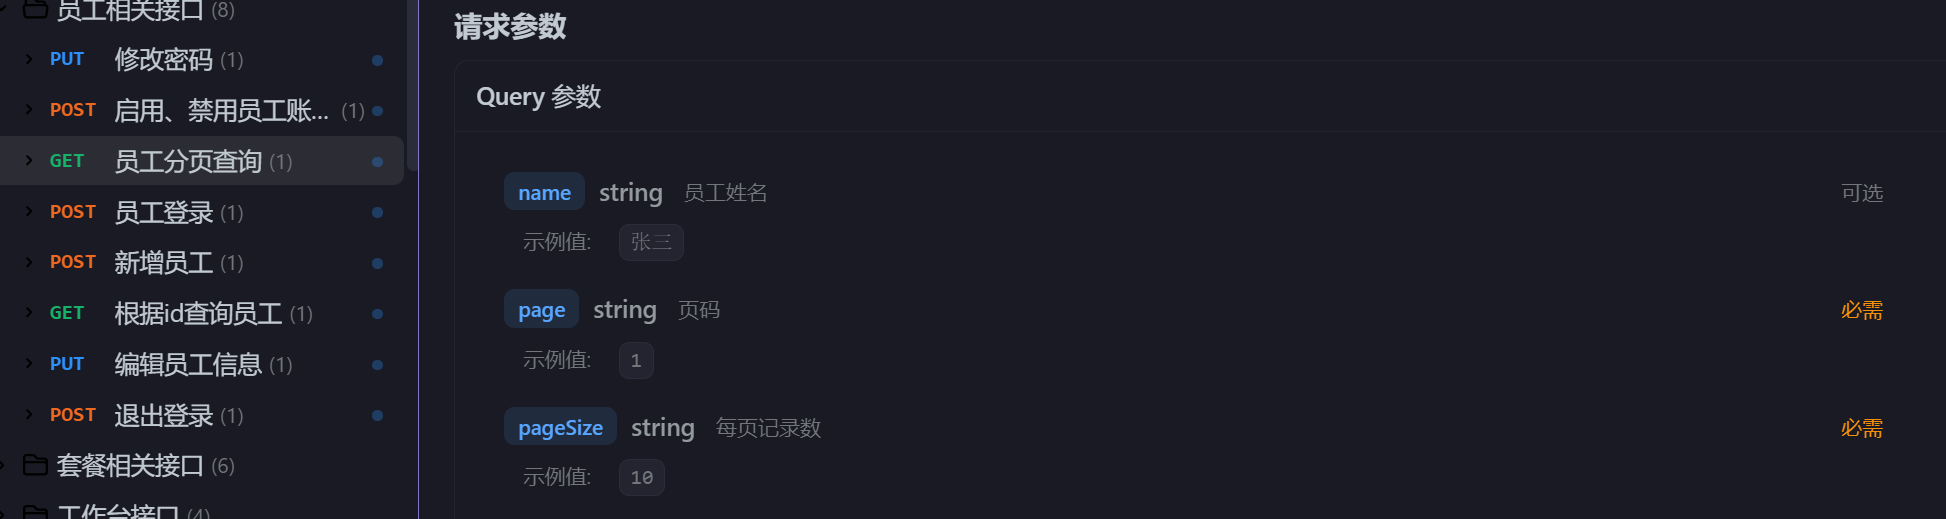 员工相关接口 (8)
PUT 修改密码 (1)
POST 启用、禁用员工账... (1)
GET 员工分页查询 (1)
POST 员工登录 (1)
POST 新增员工 (1)
GET 根据id查询员工 (1)
PUT 编辑员工信息 (1)
POST 退出登录 (1)
套餐相关接口 (6)
工作台接口 (4)
请求参数
Query 参数
name string 员工姓名 可选
示例值: 张三
page string 页码 必需
示例值: 1
pageSize string 每页记录数 必需
示例值: 10